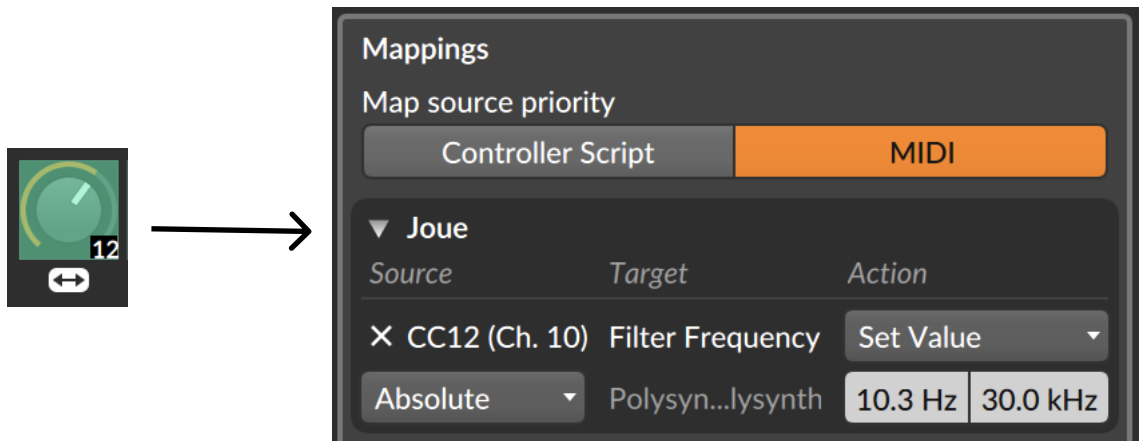 12
Mappings
Map source priority
Controller Script MIDI
Joue
Source Target Action
CC12 (Ch. 10) Filter Frequency Set Value
Absolute Polysyn...lysynth 10.3 Hz 30.0 kHz